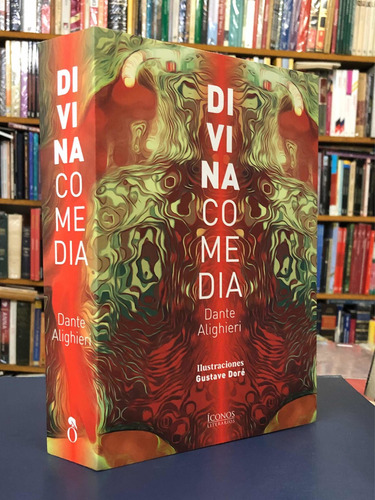 DI
VI
NA
CO
ME
DIA
Dante
Alighieri
DI
VI
NA
CO
ME
DIA
Dante
Alighieri
Ilustraciones
Gustave Doré
ÍCONOS
LITERARIOS